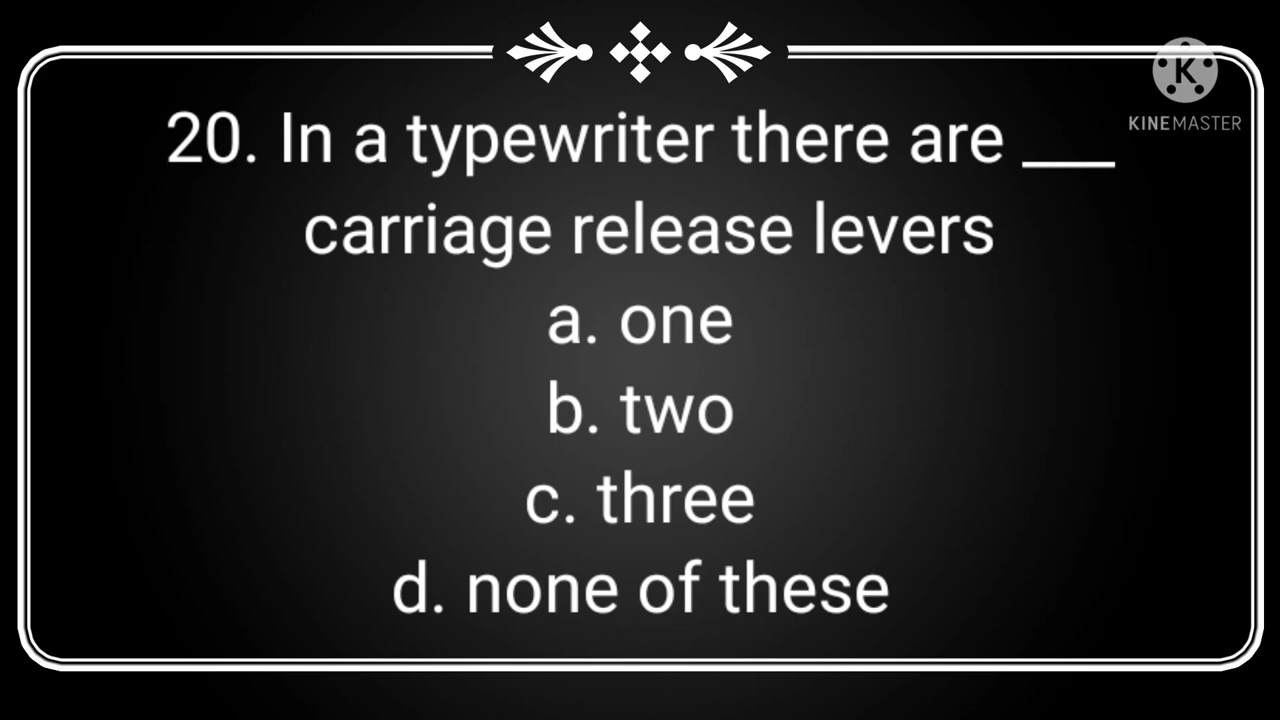 20. In a typewriter there are ___
carriage release levers
a. one
b. two
c. three
d. none of these
K
KINEMASTER